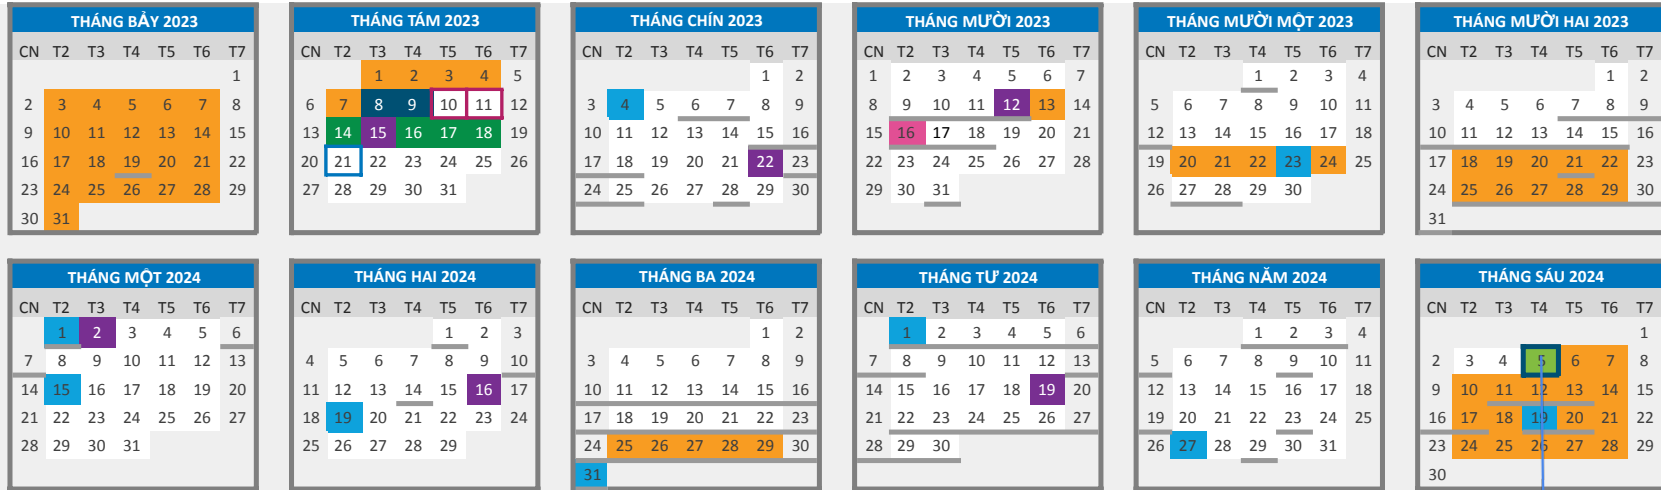 THÁNG BẢY 2023
CN T2 T3 T4 T5 T6 T7
1
2 3 4 5 6 7 8
9 10 11 12 13 14 15
16 17 18 19 20 21 22
23 24 25 26 27 28 29
30 31
THÁNG TÁM 2023
CN T2 T3 T4 T5 T6 T7
1 2 3 4 5
6 7 8 9 10 11 12
13 14 15 16 17 18 19
20 21 22 23 24 25 26
27 28 29 30 31
THÁNG CHÍN 2023
CN T2 T3 T4 T5 T6 T7
1 2
3 4 5 6 7 8 9
10 11 12 13 14 15 16
17 18 19 20 21 22 23
24 25 26 27 28 29 30
THÁNG MƯỜI 2023
CN T2 T3 T4 T5 T6 T7
1 2 3 4 5 6 7
8 9 10 11 12 13 14
15 16 17 18 19 20 21
22 23 24 25 26 27 28
29 30 31
THÁNG MƯỜI MỘT 2023
CN T2 T3 T4 T5 T6 T7
1 2 3 4
5 6 7 8 9 10 11
12 13 14 15 16 17 18
19 20 21 22 23 24 25
26 27 28 29 30
THÁNG MƯỜI HAI 2023
CN T2 T3 T4 T5 T6 T7
1 2
3 4 5 6 7 8 9
10 11 12 13 14 15 16
17 18 19 20 21 22 23
24 25 26 27 28 29 30
31
THÁNG MỘT 2024
CN T2 T3 T4 T5 T6 T7
1 2 3 4 5 6
7 8 9 10 11 12 13
14 15 16 17 18 19 20
21 22 23 24 25 26 27
28 29 30 31
THÁNG HAI 2024
CN T2 T3 T4 T5 T6 T7
1 2 3
4 5 6 7 8 9 10
11 12 13 14 15 16 17
18 19 20 21 22 23 24
25 26 27 28 29
THÁNG BA 2024
CN T2 T3 T4 T5 T6 T7
1 2
3 4 5 6 7 8 9
10 11 12 13 14 15 16
17 18 19 20 21 22 23
24 25 26 27 28 29 30
31
THÁNG TƯ 2024
CN T2 T3 T4 T5 T6 T7
1 2 3 4 5 6
7 8 9 10 11 12 13
14 15 16 17 18 19 20
21 22 23 24 25 26 27
28 29 30
THÁNG NĂM 2024
CN T2 T3 T4 T5 T6 T7
1 2 3 4
5 6 7 8 9 10 11
12 13 14 15 16 17 18
19 20 21 22 23 24 25
26 27 28 29 30 31
THÁNG SÁU 2024
CN T2 T3 T4 T5 T6 T7
1
2 3 4 5 6 7 8
9 10 11 12 13 14 15
16 17 18 19 20 21 22
23 24 25 26 27 28 29
30